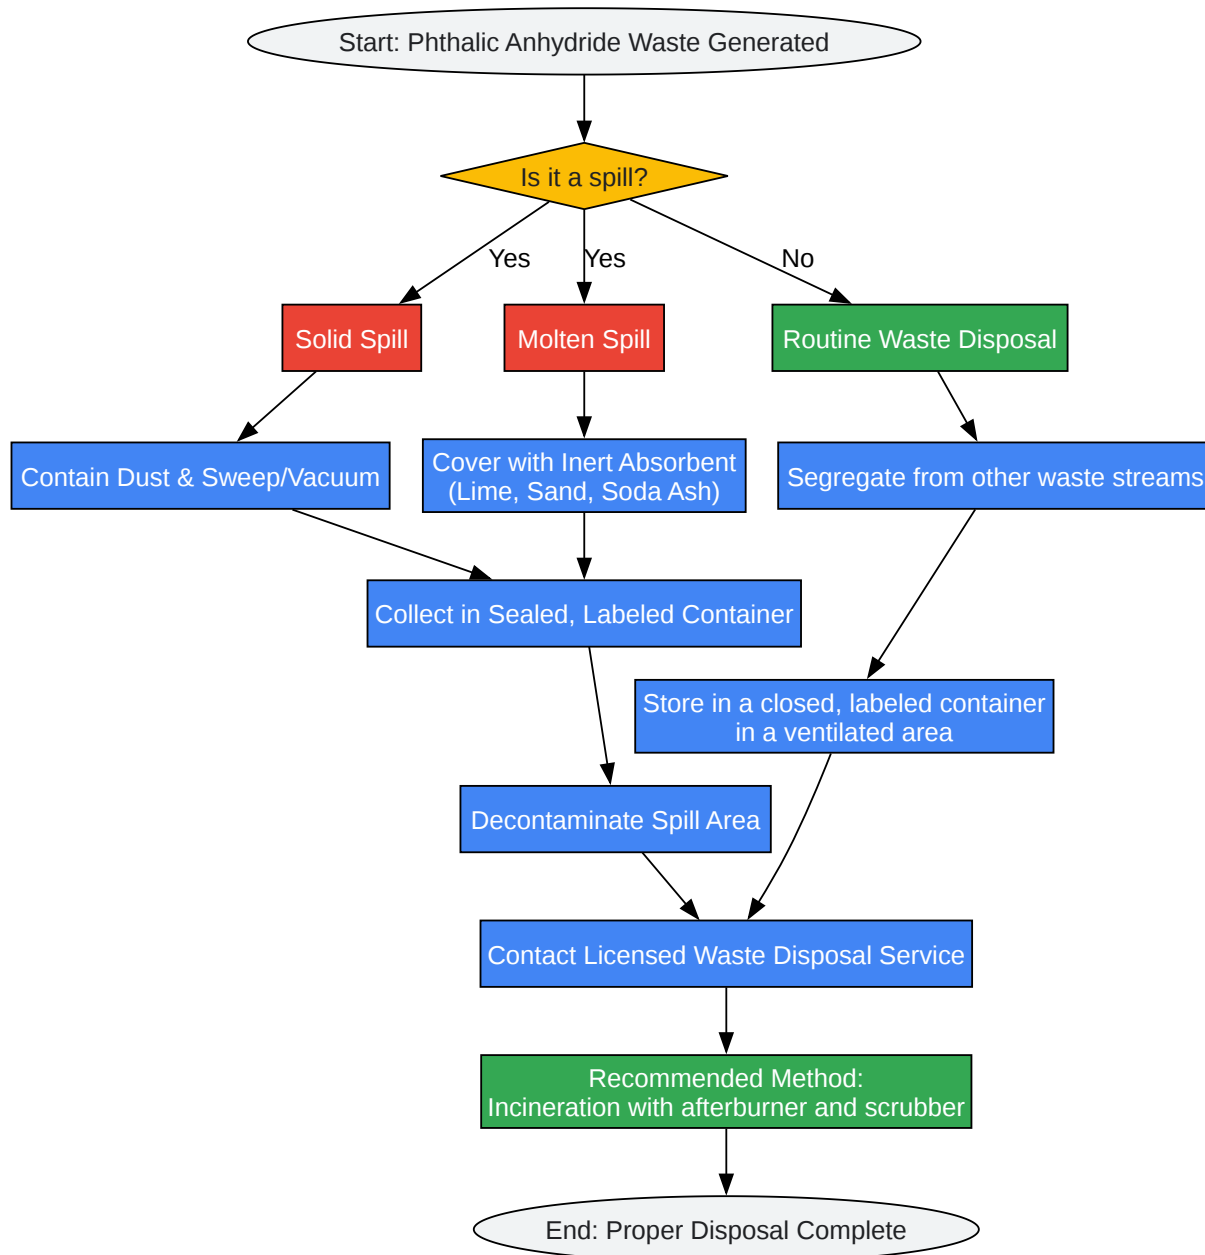 Start: Phthalic Anhydride Waste Generated
Is it a spill?
Yes
Yes
No
Solid Spill
Molten Spill
Routine Waste Disposal
Contain Dust & Sweep/Vacuum
Cover with Inert Absorbent
(Lime, Sand, Soda Ash)
Segregate from other waste streams
Collect in Sealed, Labeled Container
Store in a closed, labeled container
in a ventilated area
Decontaminate Spill Area
Contact Licensed Waste Disposal Service
Recommended Method:
Incineration with afterburner and scrubber
End: Proper Disposal Complete